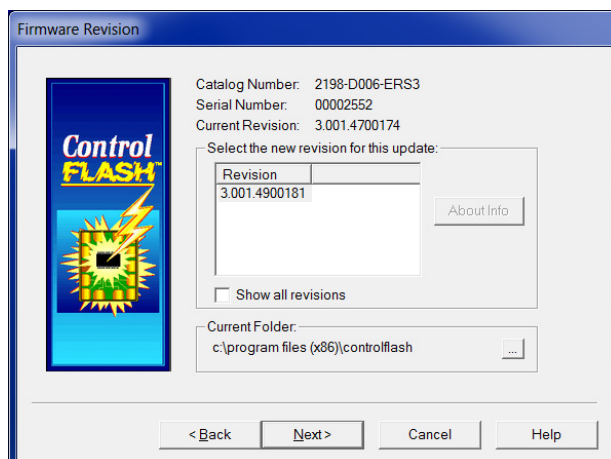 Firmware Revision
Control
FLASH™
Catalog Number: 2198-D006-ERS3
Serial Number: 00002552
Current Revision: 3.001.4700174
Select the new revision for this update:
Revision
3.001.4900181
About Info
Show all revisions
Current Folder:
c:\program files (x86)\controlflash
...
< Back
Next >
Cancel
Help